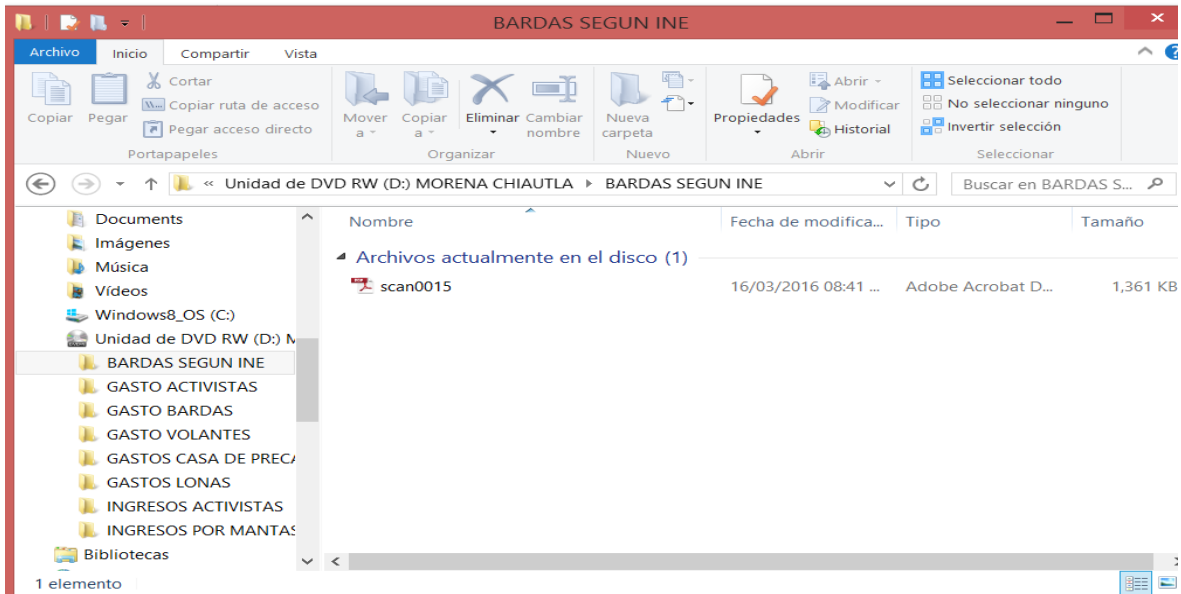 BARDAS SEGUN INE
Archivo Inicio Compartir Vista
Copiar
Pegar
Cortar
Copiar ruta de acceso
Pegar acceso directo
Portapapeles
Mover a
Copiar a
Eliminar
Cambiar nombre
Organizar
Nueva carpeta
Nuevo
Propiedades
Abrir
Modificar
Historial
Abrir
Seleccionar todo
No seleccionar ninguno
Invertir selección
Seleccionar
« Unidad de DVD RW (D:) MORENA CHIAUTLA BARDAS SEGUN INE
Buscar en BARDAS S...
Documents
Imágenes
Música
Vídeos
Windows8_OS (C:)
Unidad de DVD RW (D:) M
BARDAS SEGUN INE
GASTO ACTIVISTAS
GASTO BARDAS
GASTO VOLANTES
GASTOS CASA DE PRECA
GASTOS LONAS
INGRESOS ACTIVISTAS
INGRESOS POR MANTAS
Bibliotecas
Nombre Fecha de modifica... Tipo Tamaño
Archivos actualmente en el disco (1)
scan0015 16/03/2016 08:41 ... Adobe Acrobat D... 1,361 KB
1 elemento